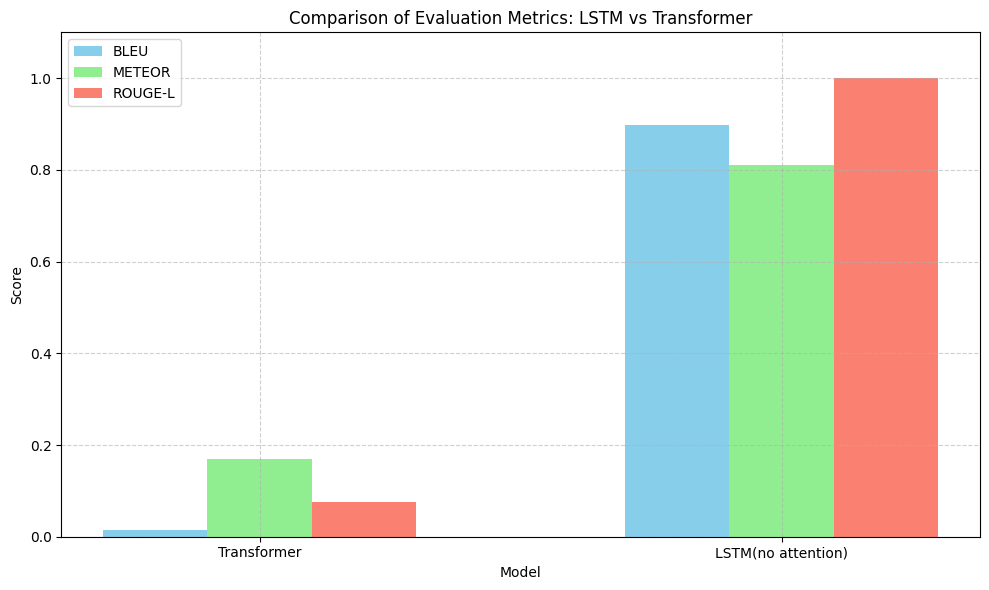 Comparison of Evaluation Metrics: LSTM vs Transformer
BLEU
METEOR
ROUGE-L
1.0
0.8
0.6
0.4
0.2
0.0
Score
Transformer
LSTM(no attention)
Model